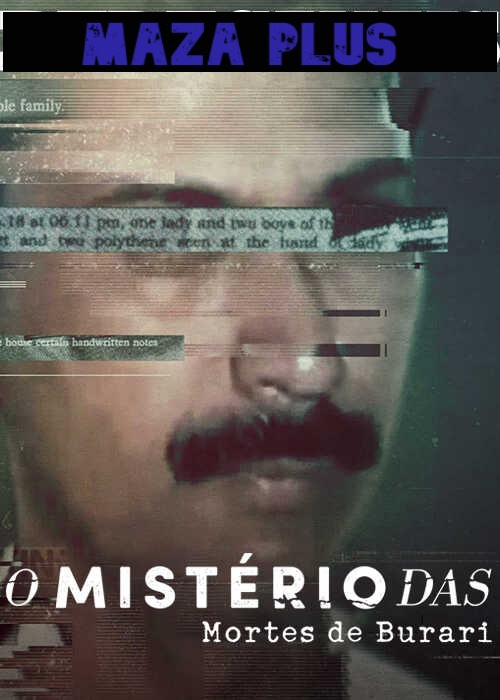 MAZA PLUS
ble family.
.18 at 06.11 pm, one lady and two boys of th
and two polythene seen at the hand of lady
e house certain handwritten notes
O MISTÉRIO DAS
Mortes de Burari